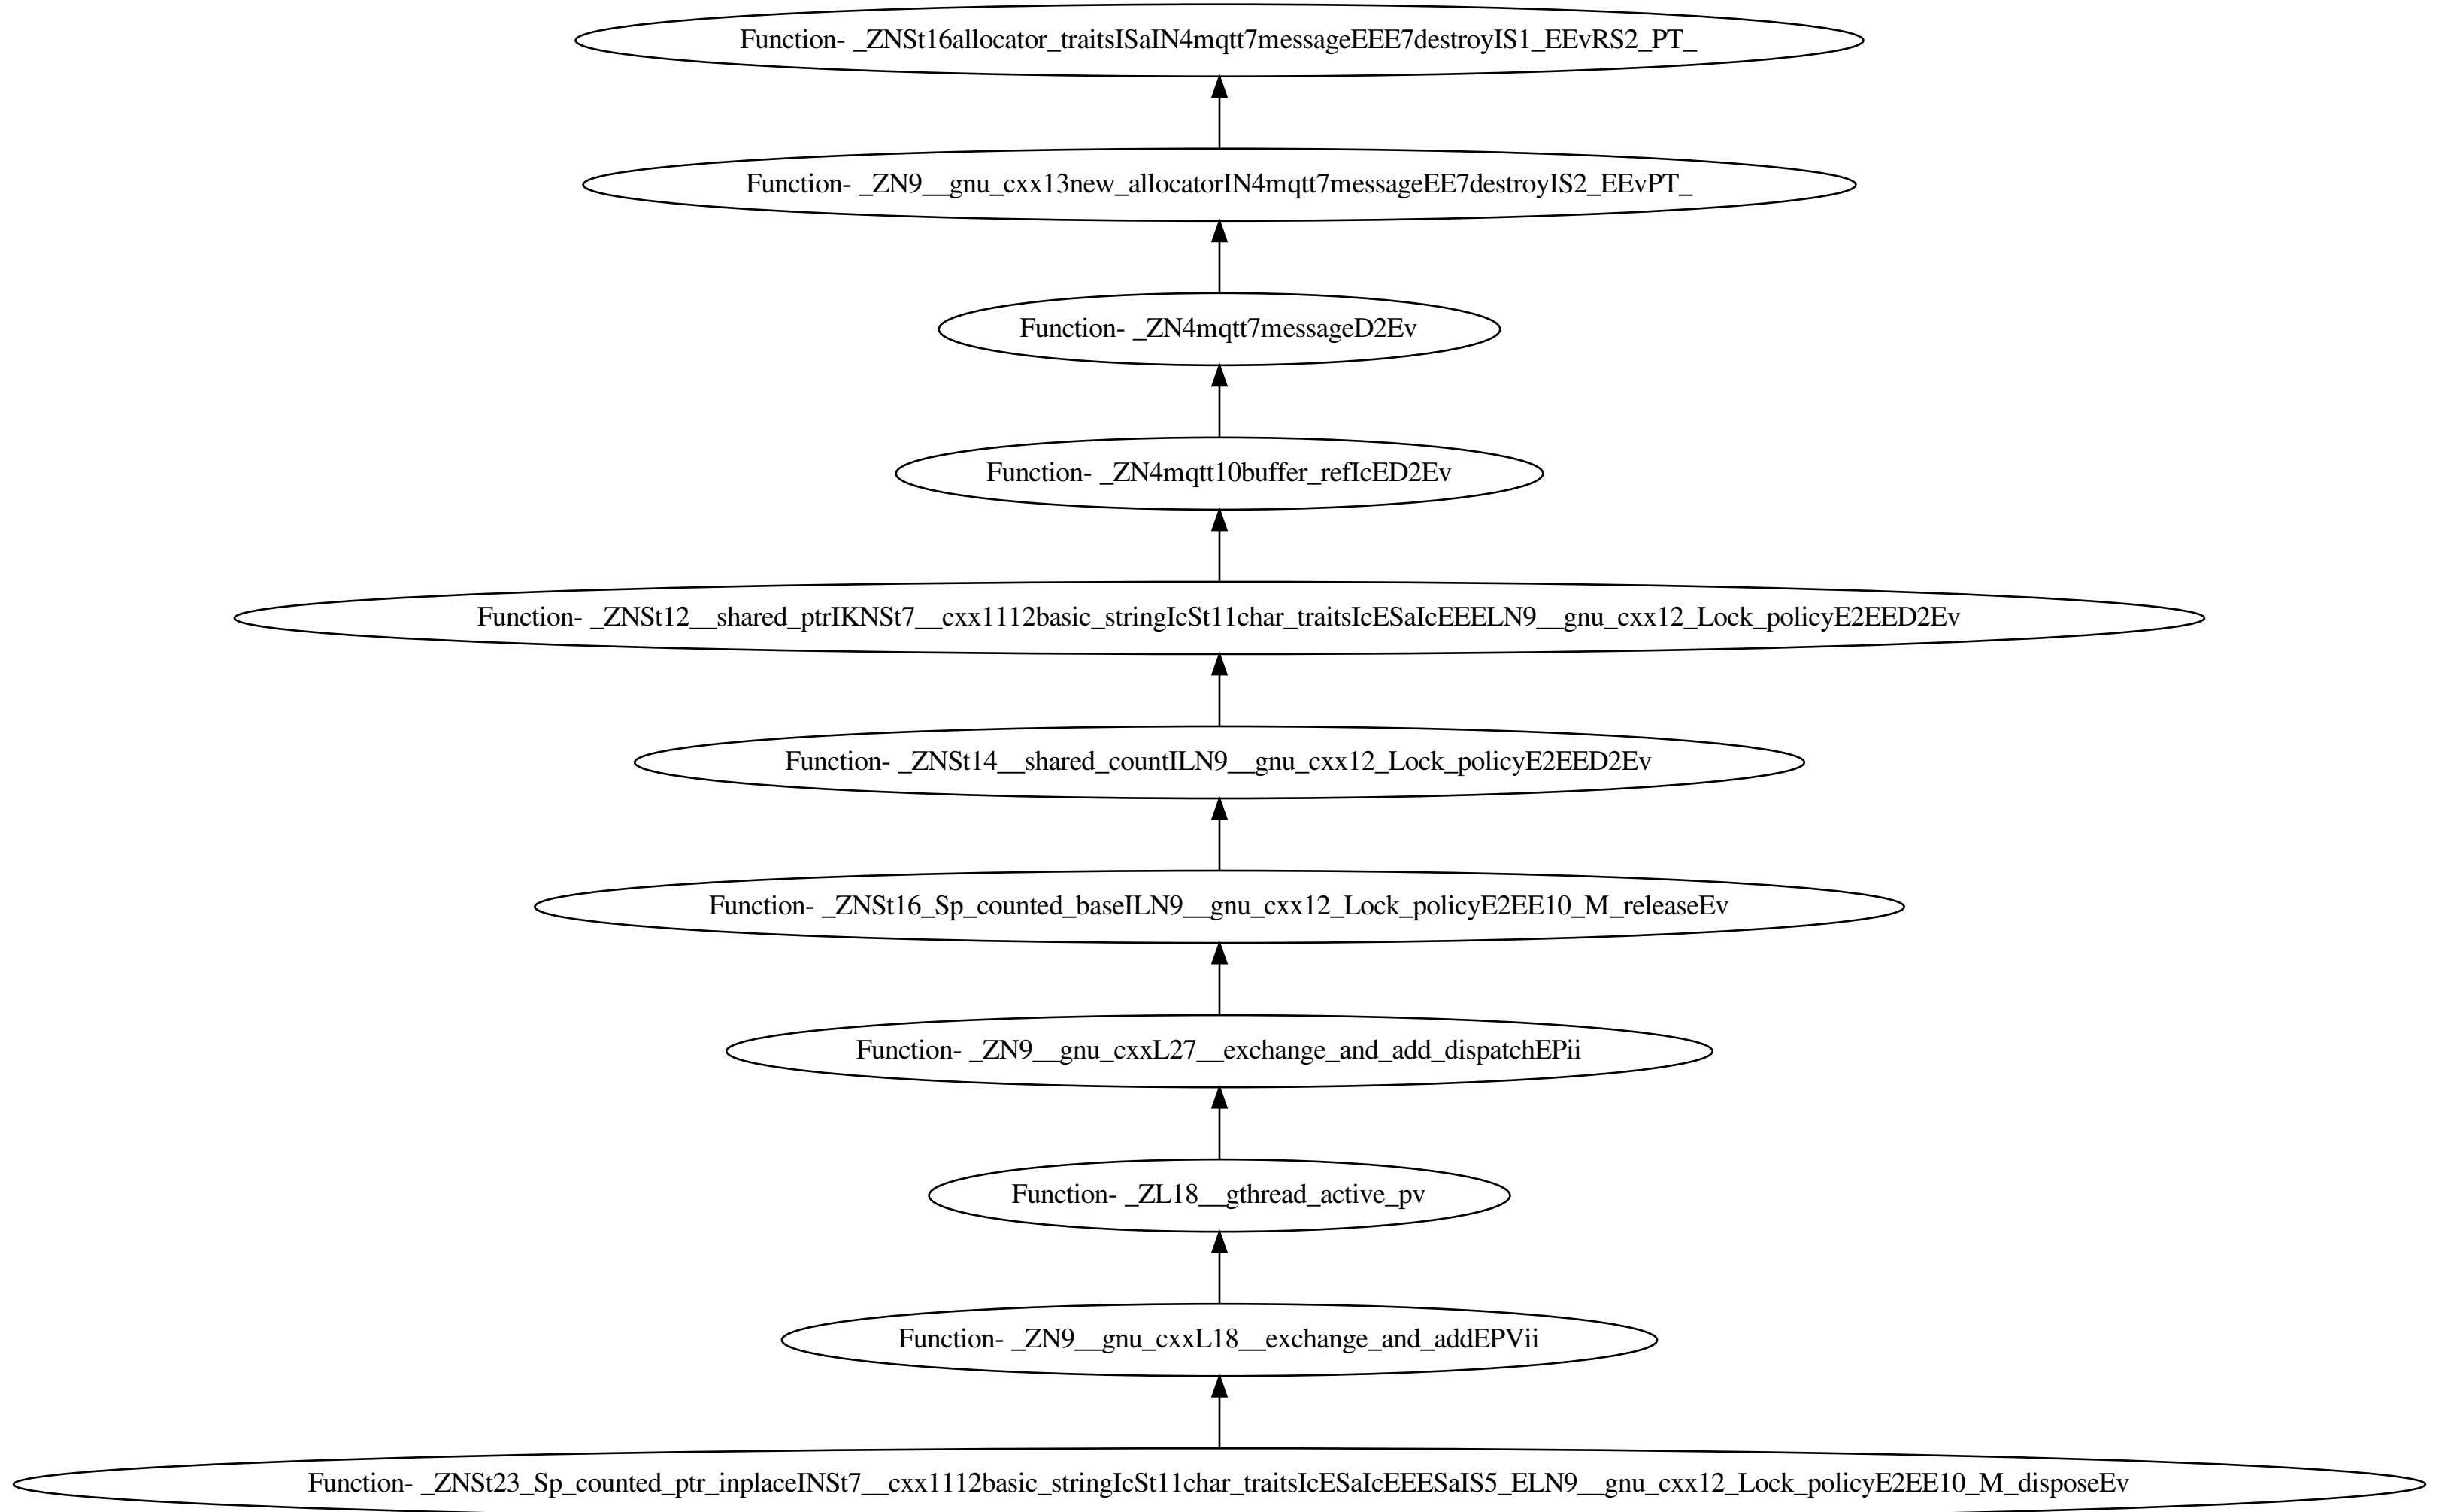 Function- _ZNSt16allocator_traitsISaIN4mqtt7messageEEE7destroyIS1_EEvRS2_PT_
Function- _ZN9__gnu_cxx13new_allocatorIN4mqtt7messageEE7destroyIS2_EEvPT_
Function- _ZN4mqtt7messageD2Ev
Function- _ZN4mqtt10buffer_refIcED2Ev
Function- _ZNSt12__shared_ptrIKNSt7__cxx1112basic_stringIcSt11char_traitsIcESaIcEEELN9__gnu_cxx12_Lock_policyE2EED2Ev
Function- _ZNSt14__shared_countILN9__gnu_cxx12_Lock_policyE2EED2Ev
Function- _ZNSt16_Sp_counted_baseILN9__gnu_cxx12_Lock_policyE2EE10_M_releaseEv
Function- _ZN9__gnu_cxxL27__exchange_and_add_dispatchEPii
Function- _ZL18__gthread_active_pv
Function- _ZN9__gnu_cxxL18__exchange_and_addEPVii
Function- _ZNSt23_Sp_counted_ptr_inplaceINSt7__cxx1112basic_stringIcSt11char_traitsIcESaIcEEESaIS5_ELN9__gnu_cxx12_Lock_policyE2EE10_M_disposeEv